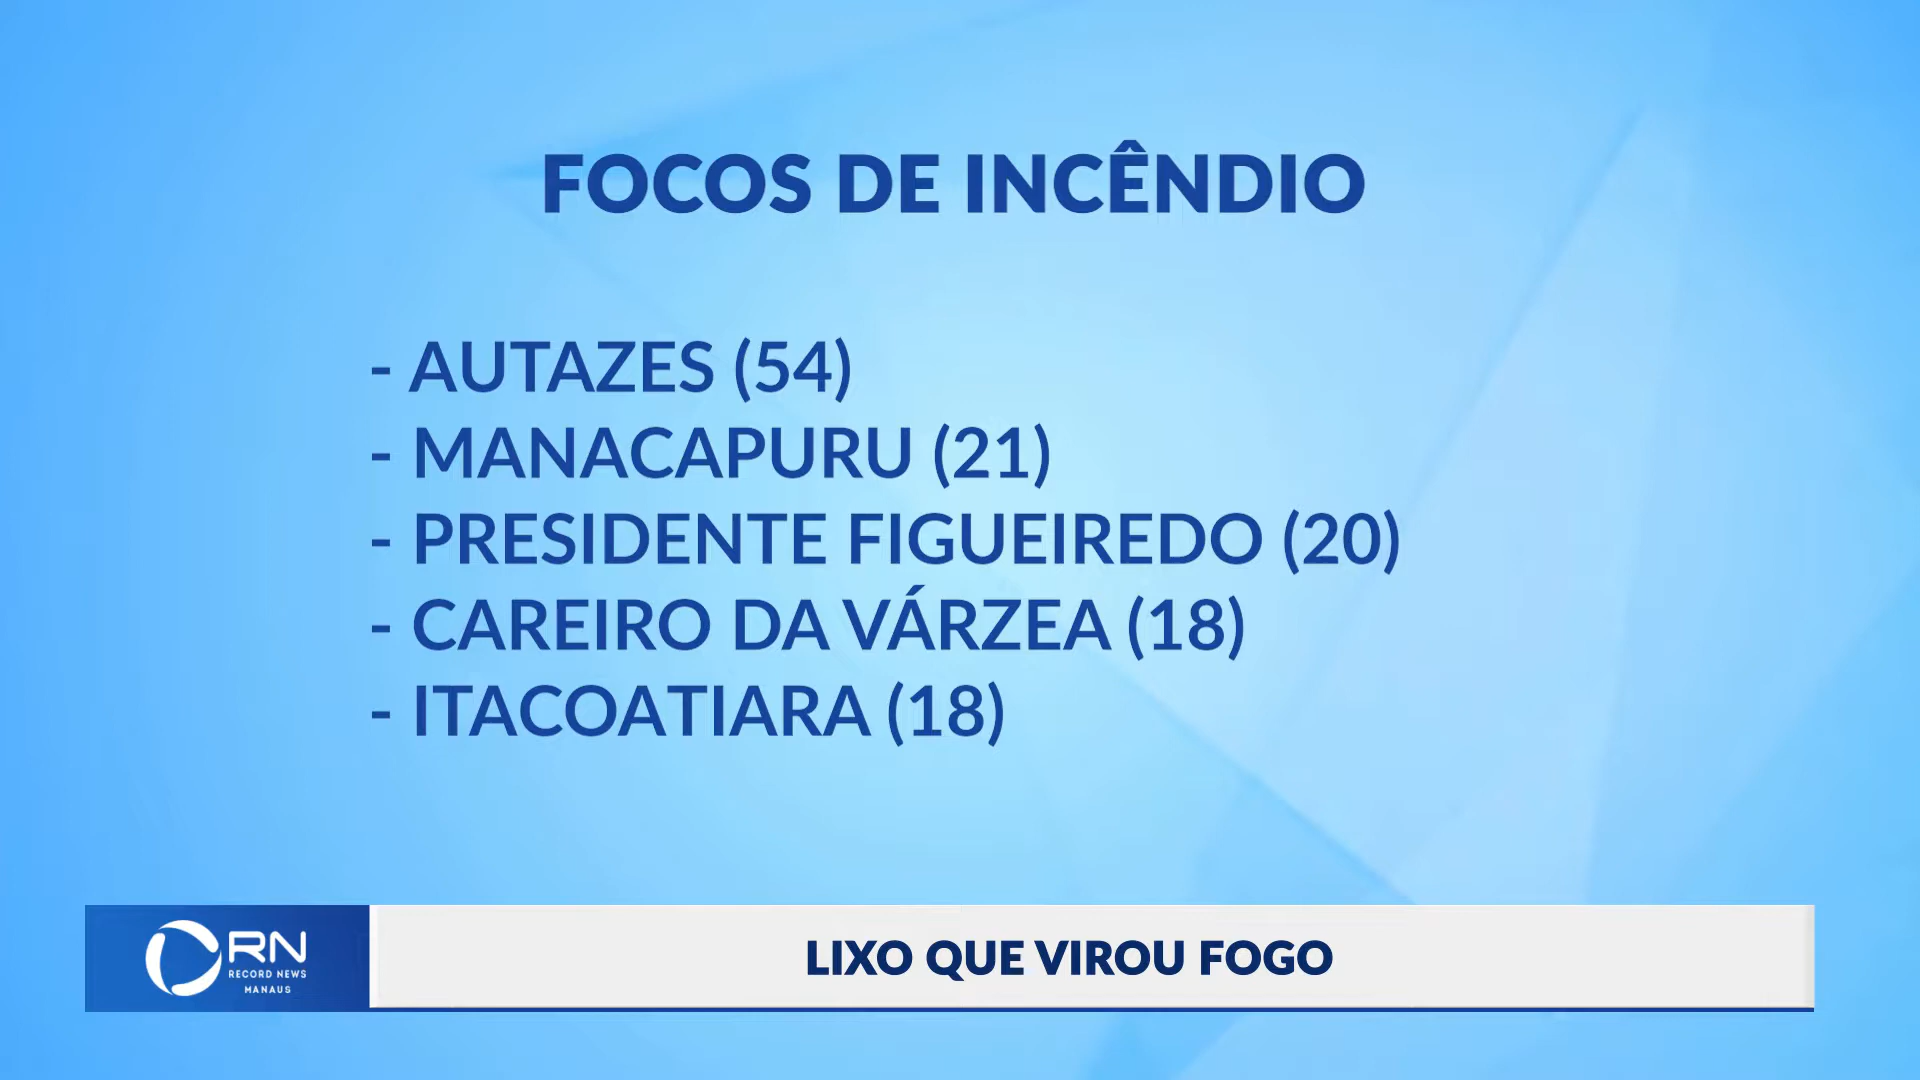 FOCOS DE INCÊNDIO
- AUTAZES (54)
- MANACAPURU (21)
- PRESIDENTE FIGUEIREDO (20)
- CAREIRO DA VÁRZEA (18)
- ITACOATIARA (18)
RN
RECORD NEWS
MANAUS
LIXO QUE VIROU FOGO